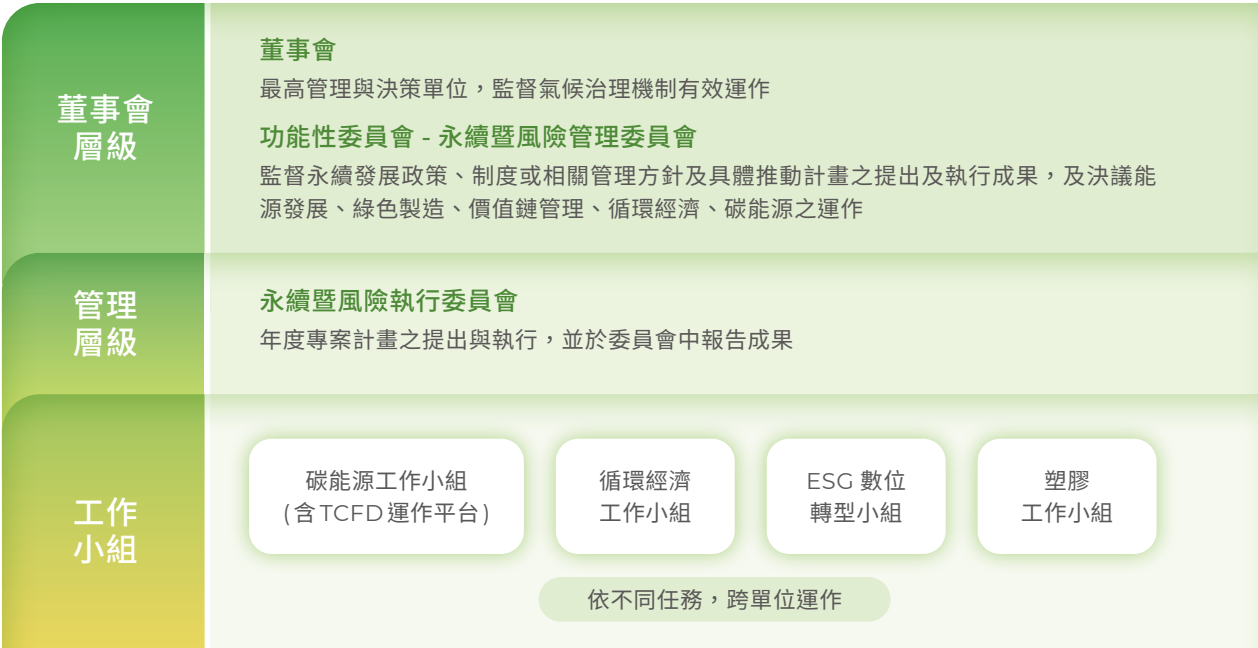 董事會
層級
董事會
最高管理與決策單位，監督氣候治理機制有效運作
功能性委員會 - 永續暨風險管理委員會
監督永續發展政策、制度或相關管理方針及具體推動計畫之提出及執行成果，及決議能
源發展、綠色製造、價值鏈管理、循環經濟、碳能源之運作
管理
層級
永續暨風險執行委員會
年度專案計畫之提出與執行，並於委員會中報告成果
工作
小組
碳能源工作小組
(含TCFD運作平台)
循環經濟
工作小組
ESG 數位
轉型小組
塑膠
工作小組
依不同任務，跨單位運作